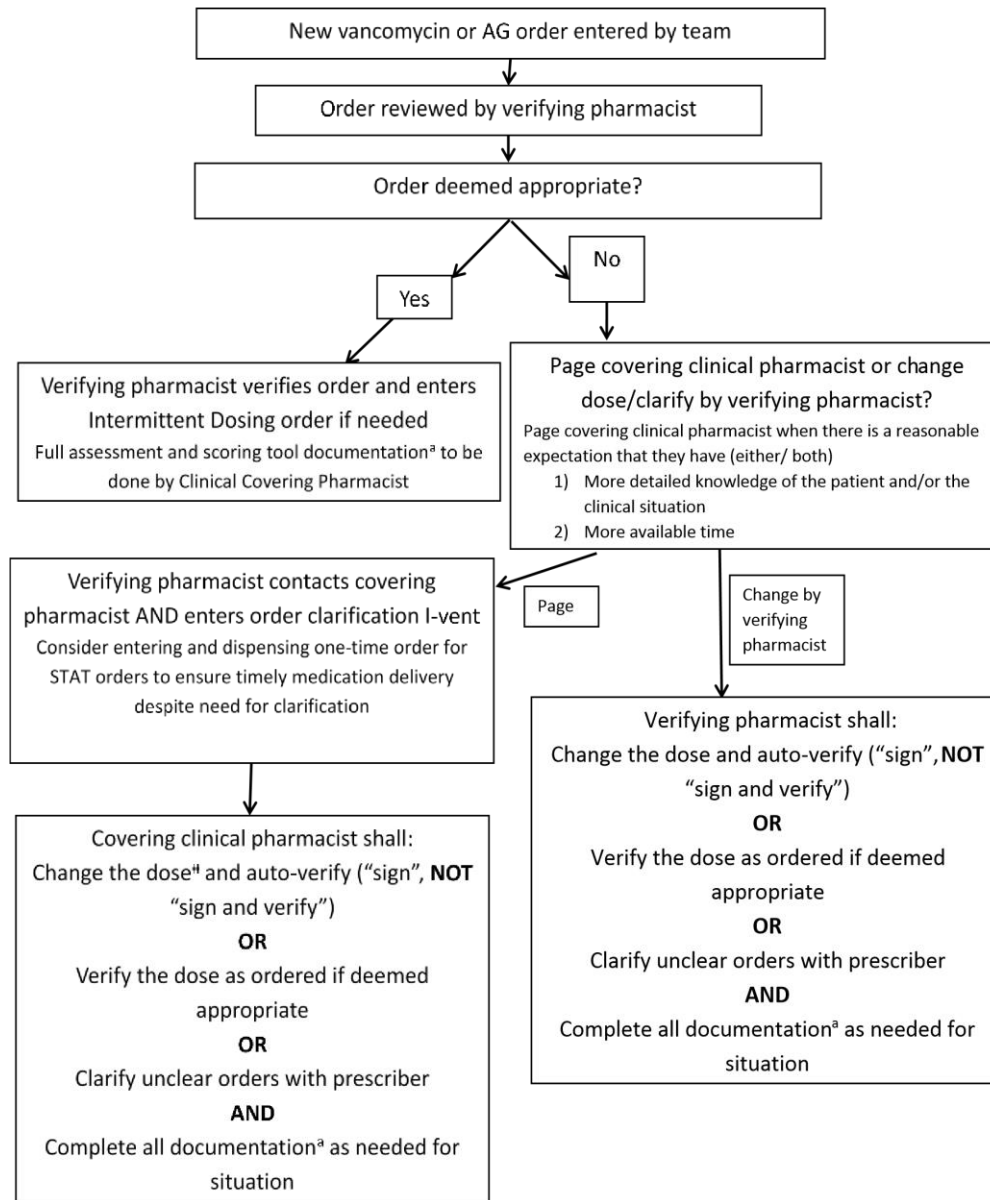 New vancomycin or AG order entered by team
Order reviewed by verifying pharmacist
Order deemed appropriate?
Yes
No
Verifying pharmacist verifies order and enters
Intermittent Dosing order if needed
Full assessment and scoring tool documentationᵃ to be
done by Clinical Covering Pharmacist
Page covering clinical pharmacist or change
dose/clarify by verifying pharmacist?
Page covering clinical pharmacist when there is a reasonable
expectation that they have (either/ both)
1) More detailed knowledge of the patient and/or the
clinical situation
2) More available time
Page
Change by
verifying
pharmacist
Verifying pharmacist contacts covering
pharmacist AND enters order clarification I-vent
Consider entering and dispensing one-time order for
STAT orders to ensure timely medication delivery
despite need for clarification
Covering clinical pharmacist shall:
Change the dose and auto-verify (“sign”, NOT
“sign and verify”)
OR
Verify the dose as ordered if deemed
appropriate
OR
Clarify unclear orders with prescriber
AND
Complete all documentationᵃ as needed for
situation
Verifying pharmacist shall:
Change the dose and auto-verify (“sign”, NOT
“sign and verify”)
OR
Verify the dose as ordered if deemed
appropriate
OR
Clarify unclear orders with prescriber
AND
Complete all documentationᵃ as needed for
situation